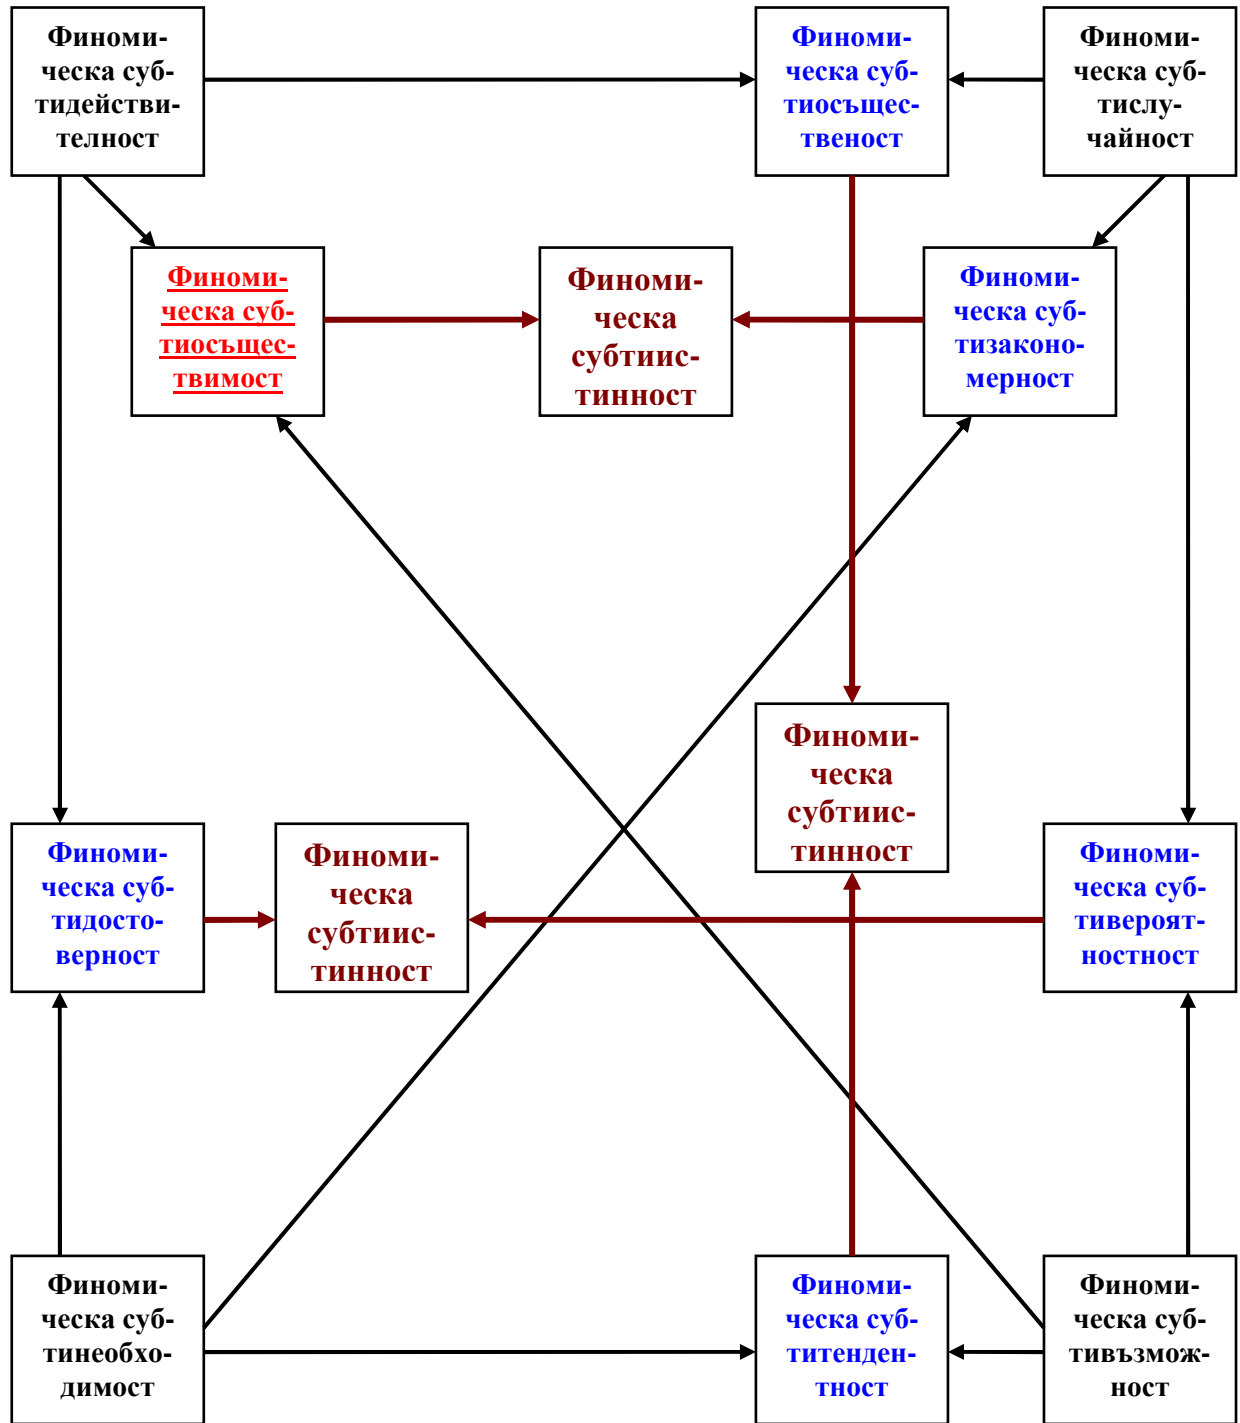 Финоми-
ческа суб-
тидействи-
телност
Финоми-
ческа суб-
тиосъщес-
твеност
Финоми-
ческа суб-
тислу-
чайност
Финоми-
ческа суб-
тиосъщес-
твимост
Финоми-
ческа
субтиис-
тинност
Финоми-
ческа суб-
тизаконо-
мерност
Финоми-
ческа
субтиис-
тинност
Финоми-
ческа суб-
тидосто-
верност
Финоми-
ческа
субтиис-
тинност
Финоми-
ческа суб-
тивероят-
ностност
Финоми-
ческа суб-
тинеобхо-
димост
Финоми-
ческа суб-
титенден-
тност
Финоми-
ческа суб-
тивъзмож-
ност